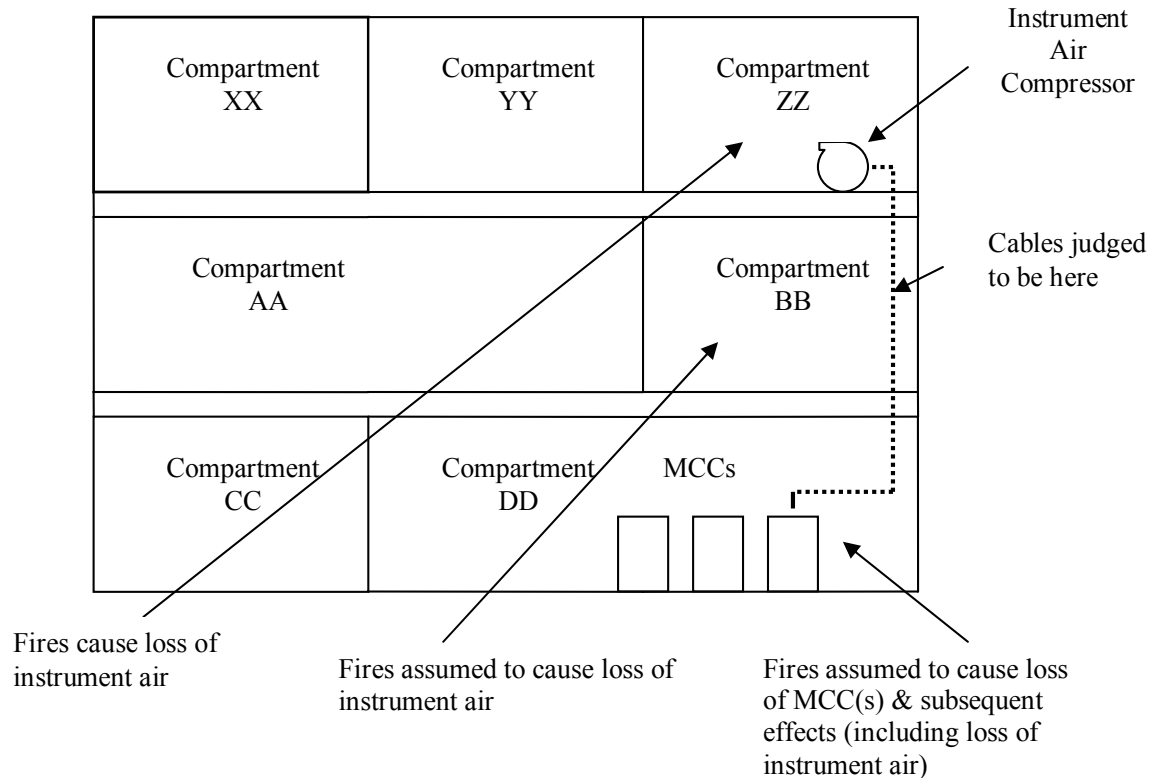 Compartment
XX
Compartment
YY
Compartment
ZZ
Instrument
Air
Compressor
Compartment
AA
Compartment
BB
Cables judged
to be here
Compartment
CC
Compartment
DD
MCCs
Fires cause loss of
instrument air
Fires assumed to cause loss of
instrument air
Fires assumed to cause loss
of MCC(s) & subsequent
effects (including loss of
instrument air)